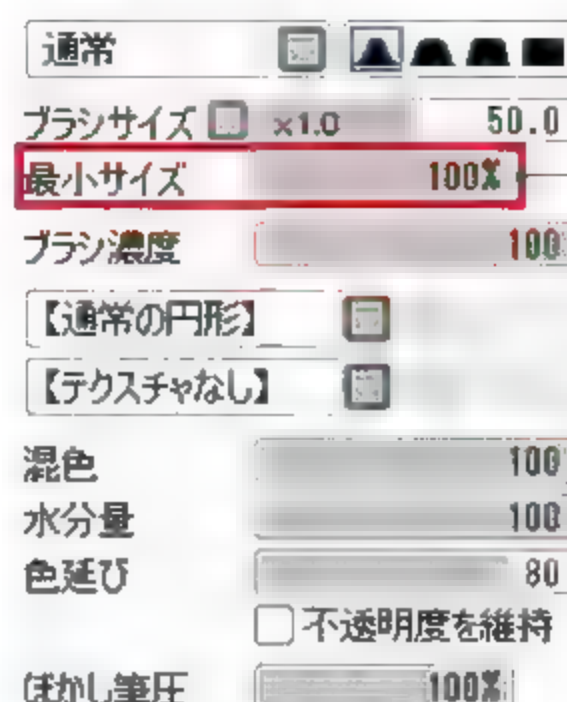 通常
ブラシサイズ ×1.0 50.0
最小サイズ 100%
ブラシ濃度 100
【通常の円形】
【テクスチャなし】
混色 100
水分量 100
色延び 80
不透明度を維持
ぼかし筆圧 100%